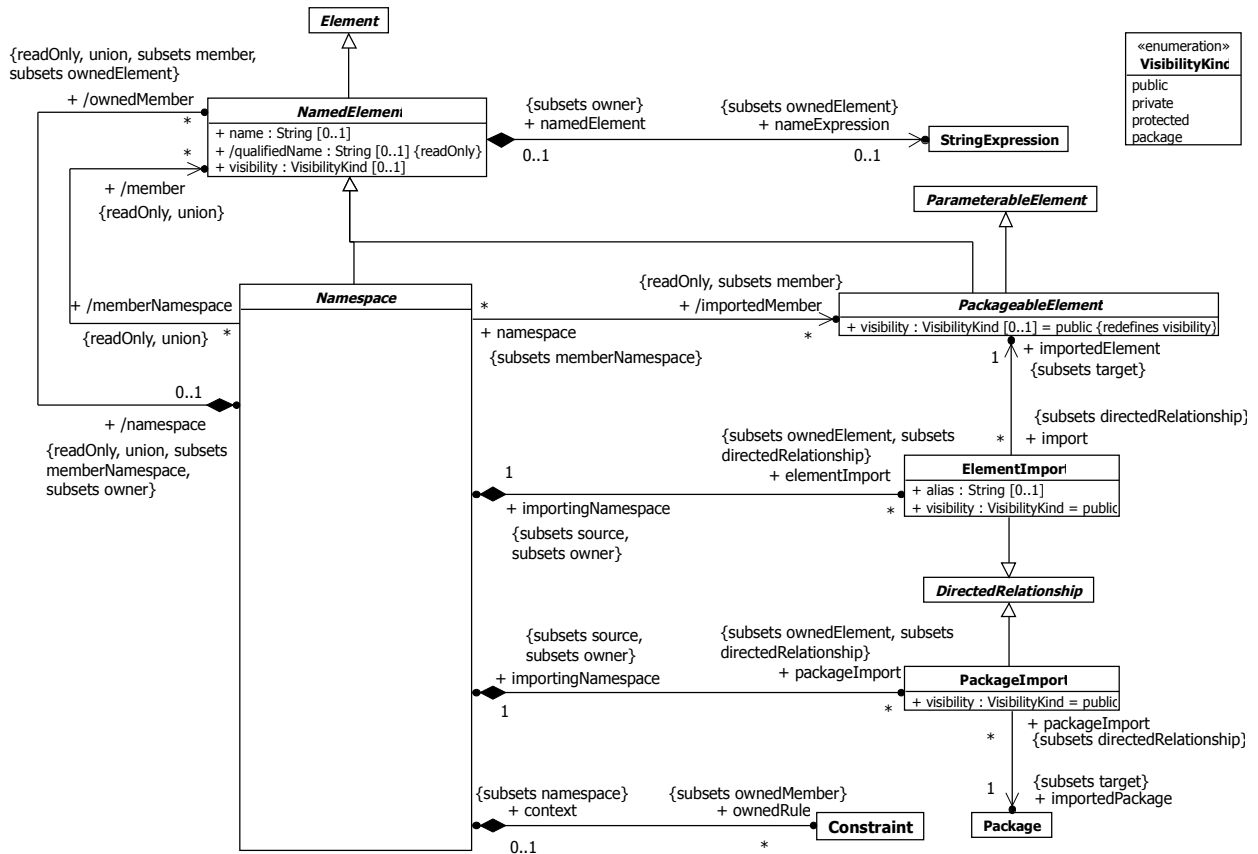 Element
{readOnly, union, subsets member,
subsets ownedElement}
+ /ownedMember
*
NamedElement
+ name : String [0..1]
+ /qualifiedName : String [0..1] {readOnly}
+ visibility : VisibilityKind [0..1]
*
+ /member
{readOnly, union}
{subsets owner}
+ namedElement
0..1
{subsets ownedElement}
+ nameExpression
0..1
StringExpression
«enumeration»
VisibilityKind
public
private
protected
package
ParameterableElement
+ /memberNamespace
{readOnly, union}
*
0..1
+ /namespace
{readOnly, union, subsets
memberNamespace,
subsets owner}
Namespace
*
+ namespace
{subsets memberNamespace}
{readOnly, subsets member}
+ /importedMember
*
PackageableElement
+ visibility : VisibilityKind [0..1] = public {redefines visibility}
1
+ importedElement
{subsets target}
{subsets directedRelationship}
*
+ import
1
+ importingNamespace
{subsets source,
subsets owner}
{subsets ownedElement, subsets
directedRelationship}
+ elementImport
*
ElementImport
+ alias : String [0..1]
+ visibility : VisibilityKind = public
DirectedRelationship
{subsets source,
subsets owner}
+ importingNamespace
1
{subsets ownedElement, subsets
directedRelationship}
+ packageImport
*
PackageImport
+ visibility : VisibilityKind = public
+ packageImport
*
{subsets directedRelationship}
{subsets target}
1
+ importedPackage
Package
{subsets namespace}
+ context
0..1
{subsets ownedMember}
+ ownedRule
*
Constraint